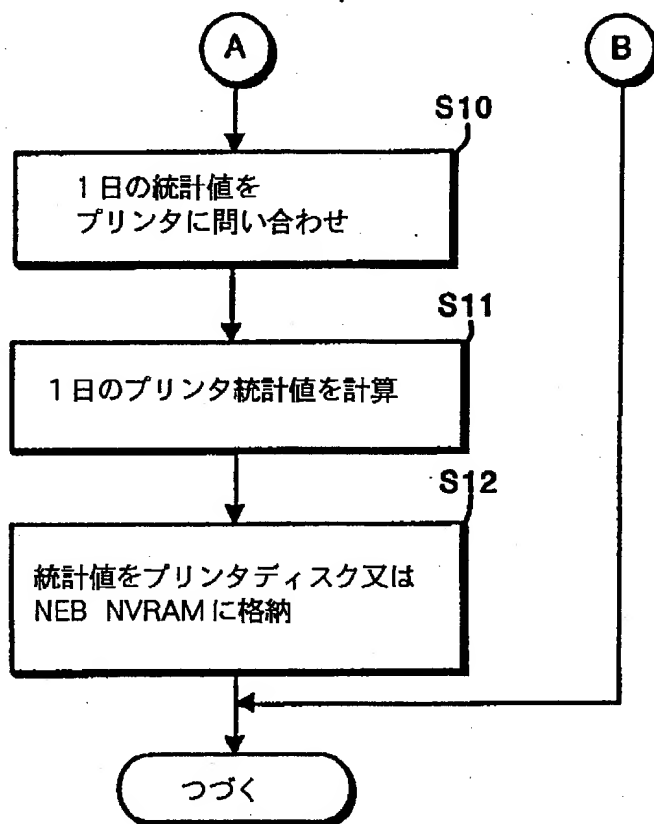 A
B
S10
1日の統計値を
プリンタに問い合わせ
S11
1日のプリンタ統計値を計算
S12
統計値をプリンタディスク又は
NEB NVRAMに格納
つづく